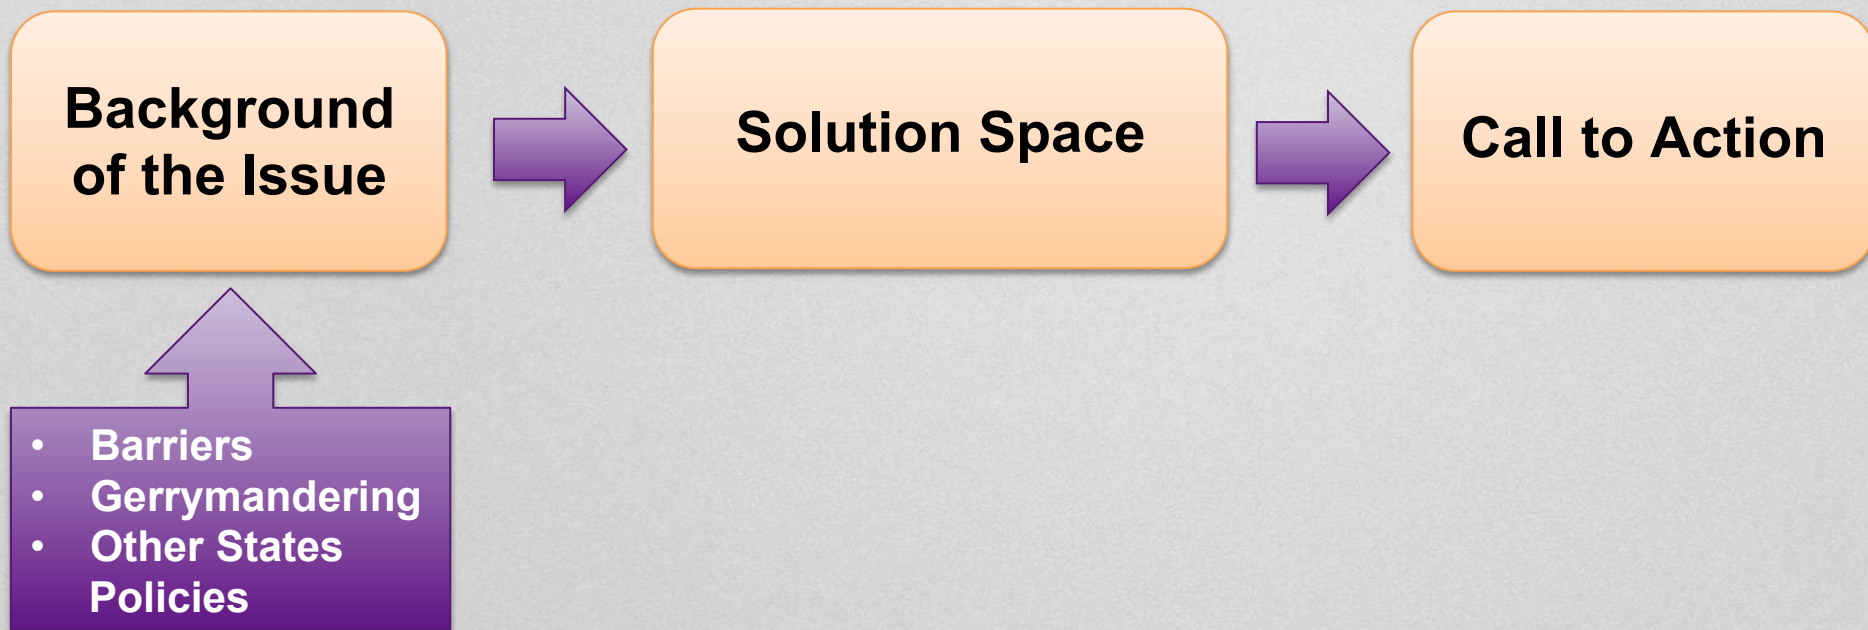 Background
of the Issue
Solution Space
Call to Action
• Barriers
• Gerrymandering
• Other States
Policies